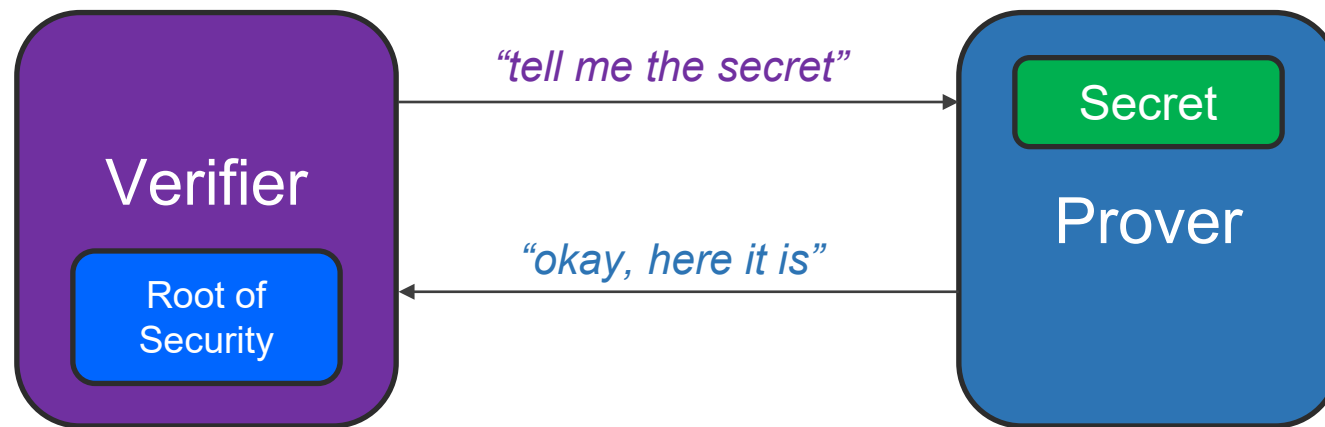 “tell me the secret”
Secret
Verifier
Prover
“okay, here it is”
Root of
Security